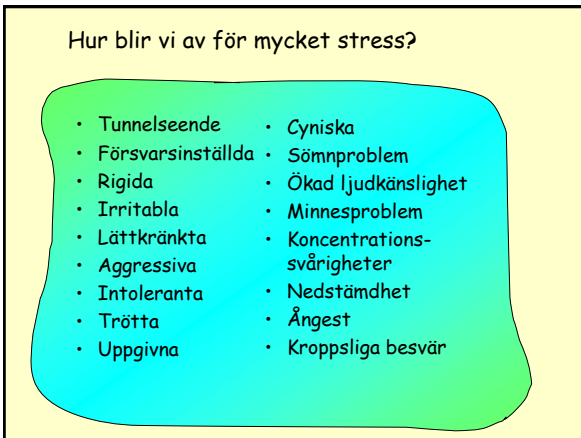 Hur blir vi av för mycket stress?
• Tunnelseende
• Försvarsinställda
• Rigida
• Irritabla
• Lättkränkta
• Aggressiva
• Intoleranta
• Trötta
• Uppgivna
• Cyniska
• Sömnproblem
• Ökad ljudkänslighet
• Minnesproblem
• Koncentrations-
svårigheter
• Nedstämdhet
• Ångest
• Kroppsliga besvär